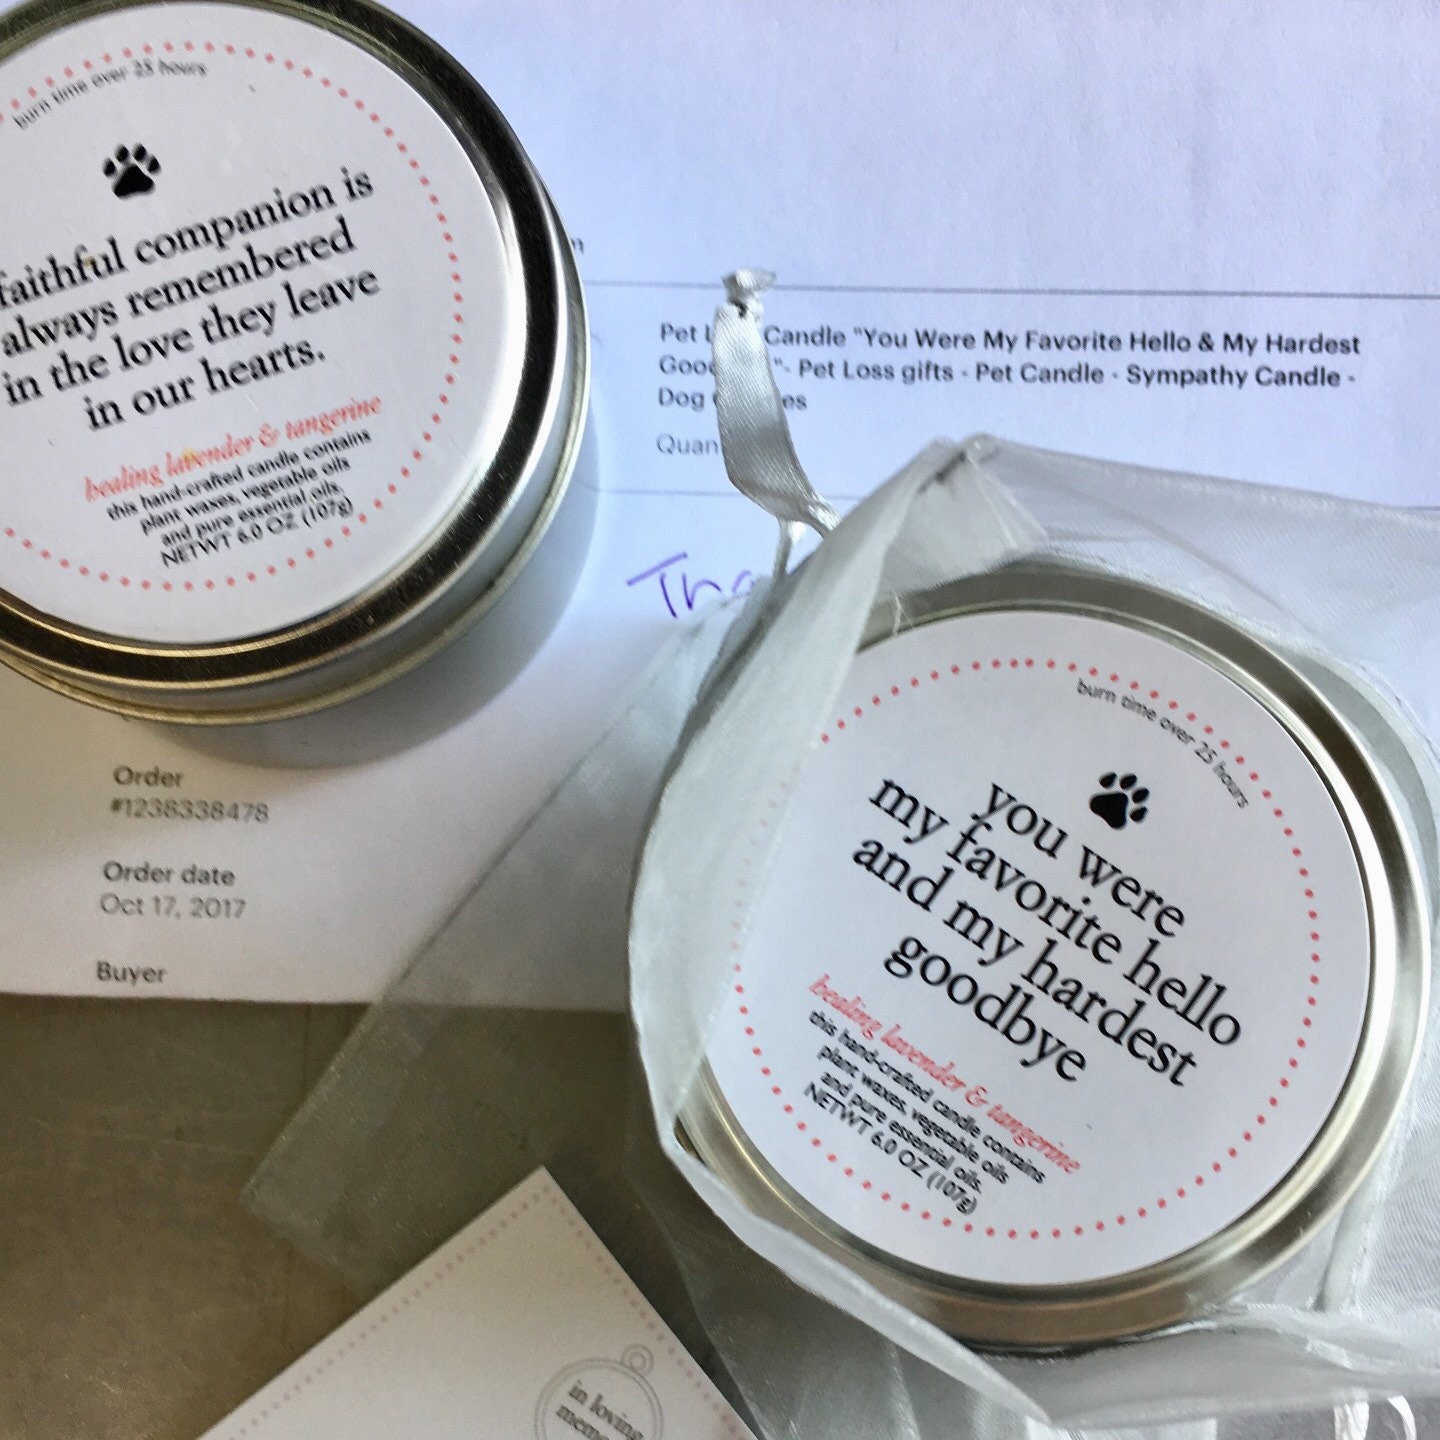 burn time over 25 hours
faithful companion is
always remembered
in the love they leave
in our hearts.
healing lavender & tangerine
this hand-crafted candle contains
plant waxes, vegetable oils
and pure essential oils.
NETWT 6.0 OZ (107g)
Pet Candle "You Were My Favorite Hello & My Hardest
"- Pet Loss gifts - Pet Candle - Sympathy Candle -
Dog
Order
#1238338478
Order date
Oct 17, 2017
Buyer
burn time over 25 hours
you were
my favorite hello
and my hardest
goodbye
healing lavender & tangerine
this hand-crafted candle contains
plant waxes, vegetable oils
and pure essential oils.
NETWT 6.0 OZ (107g)
in loving